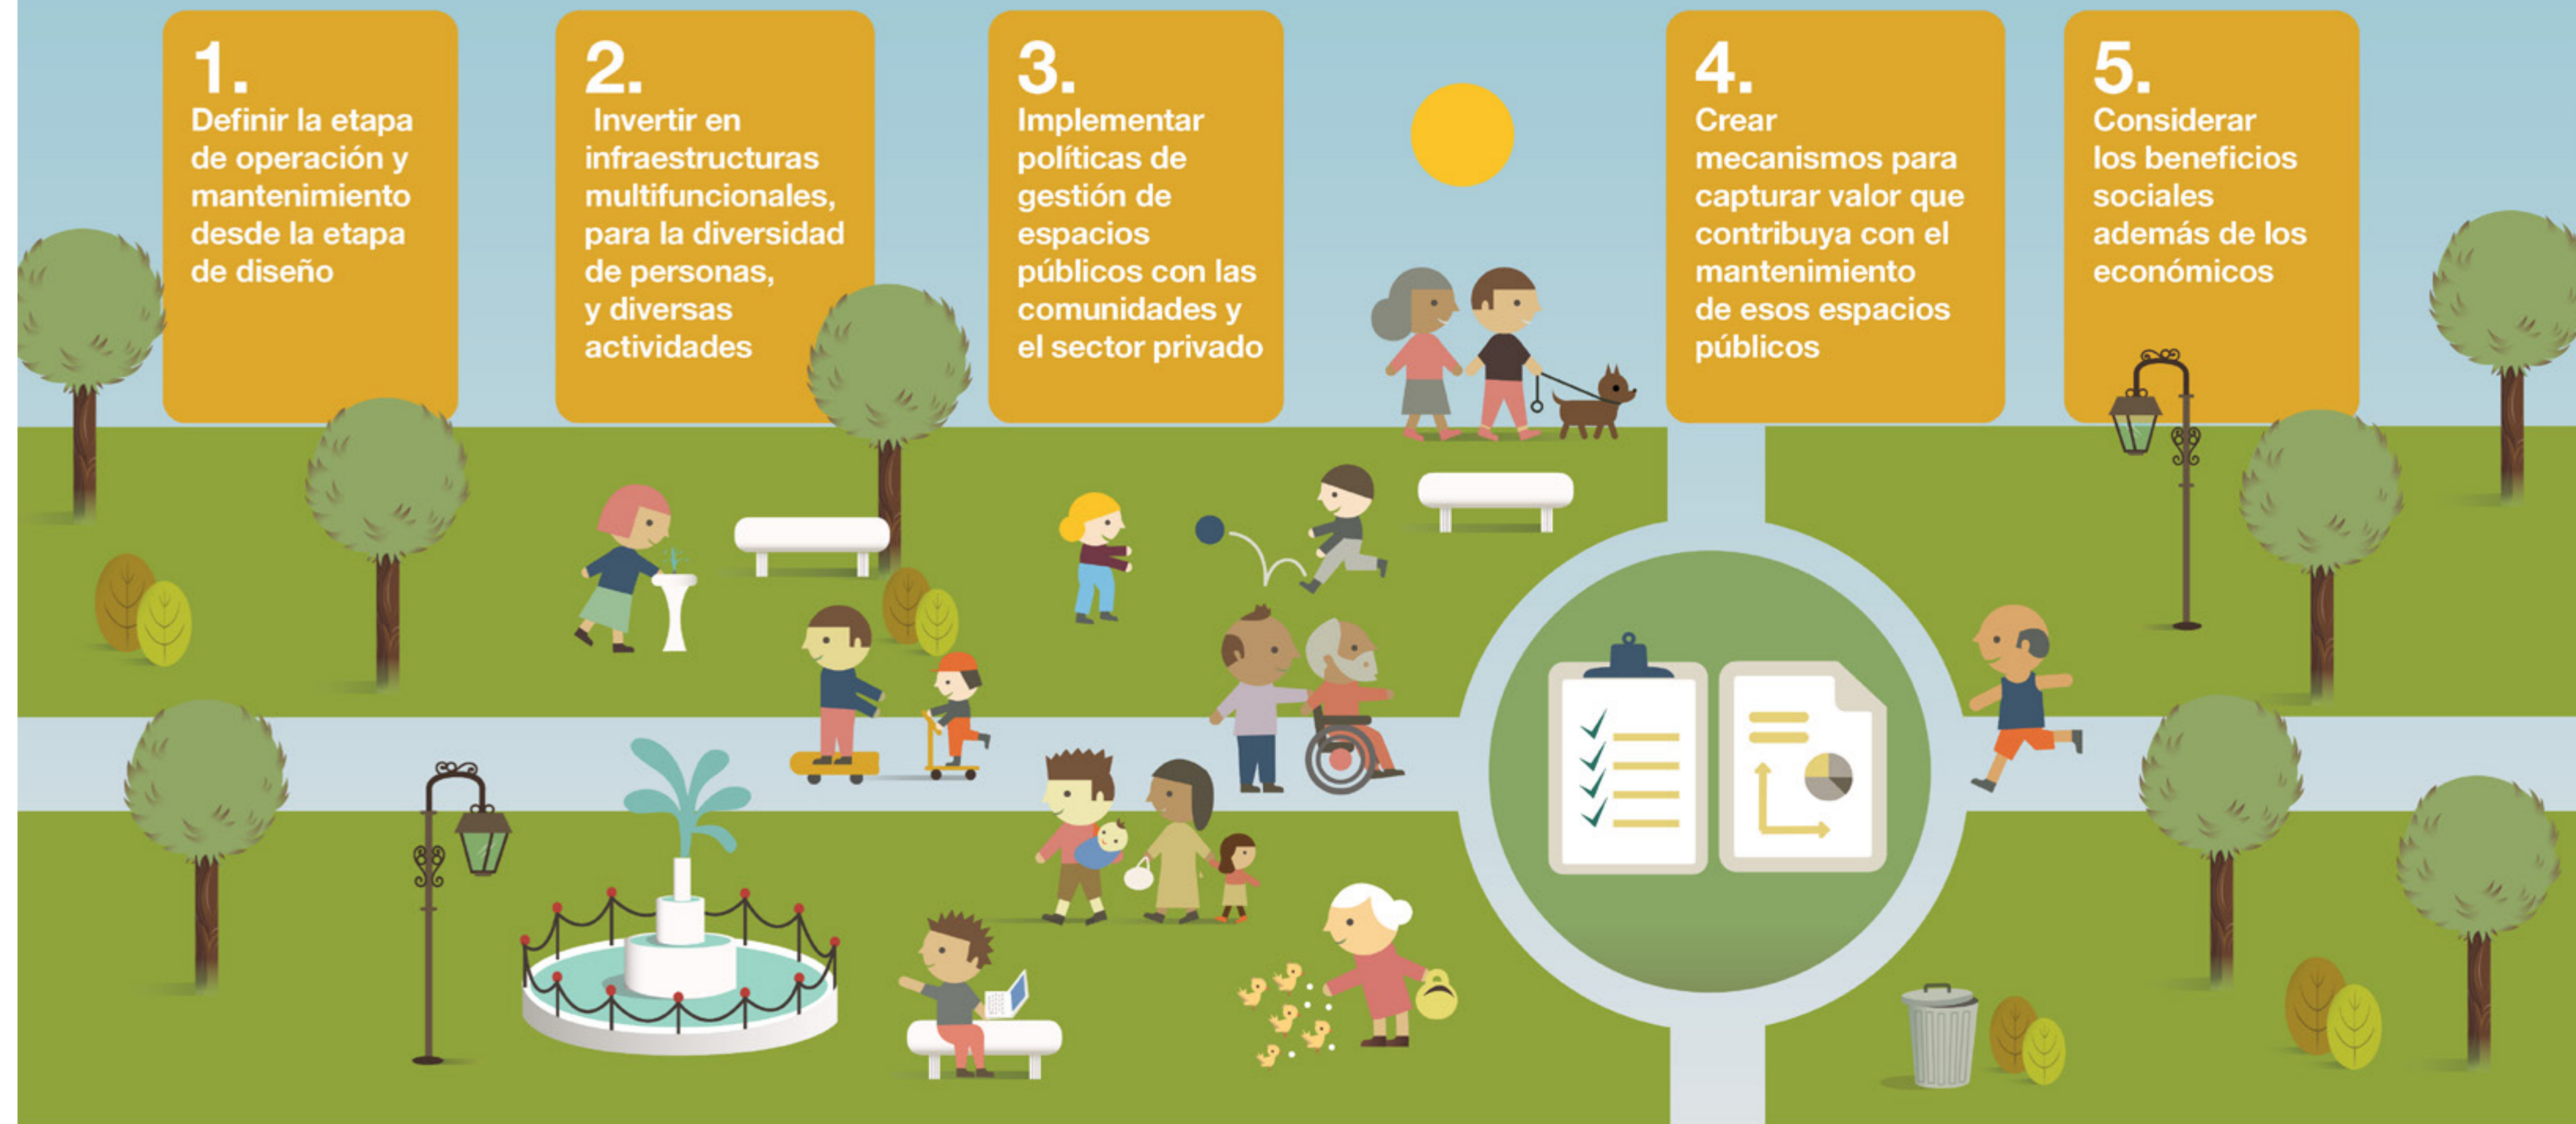 1.
Definir la etapa
de operación y
mantenimiento
desde la etapa
de diseño
2.
Invertir en
infraestructuras
multifuncionales,
para la diversidad
de personas,
y diversas
actividades
3.
Implementar
políticas de
gestión de
espacios
públicos con las
comunidades y
el sector privado
4.
Crear
mecanismos para
capturar valor que
contribuya con el
mantenimiento
de esos espacios
públicos
5.
Considerar
los beneficios
sociales
además de los
económicos